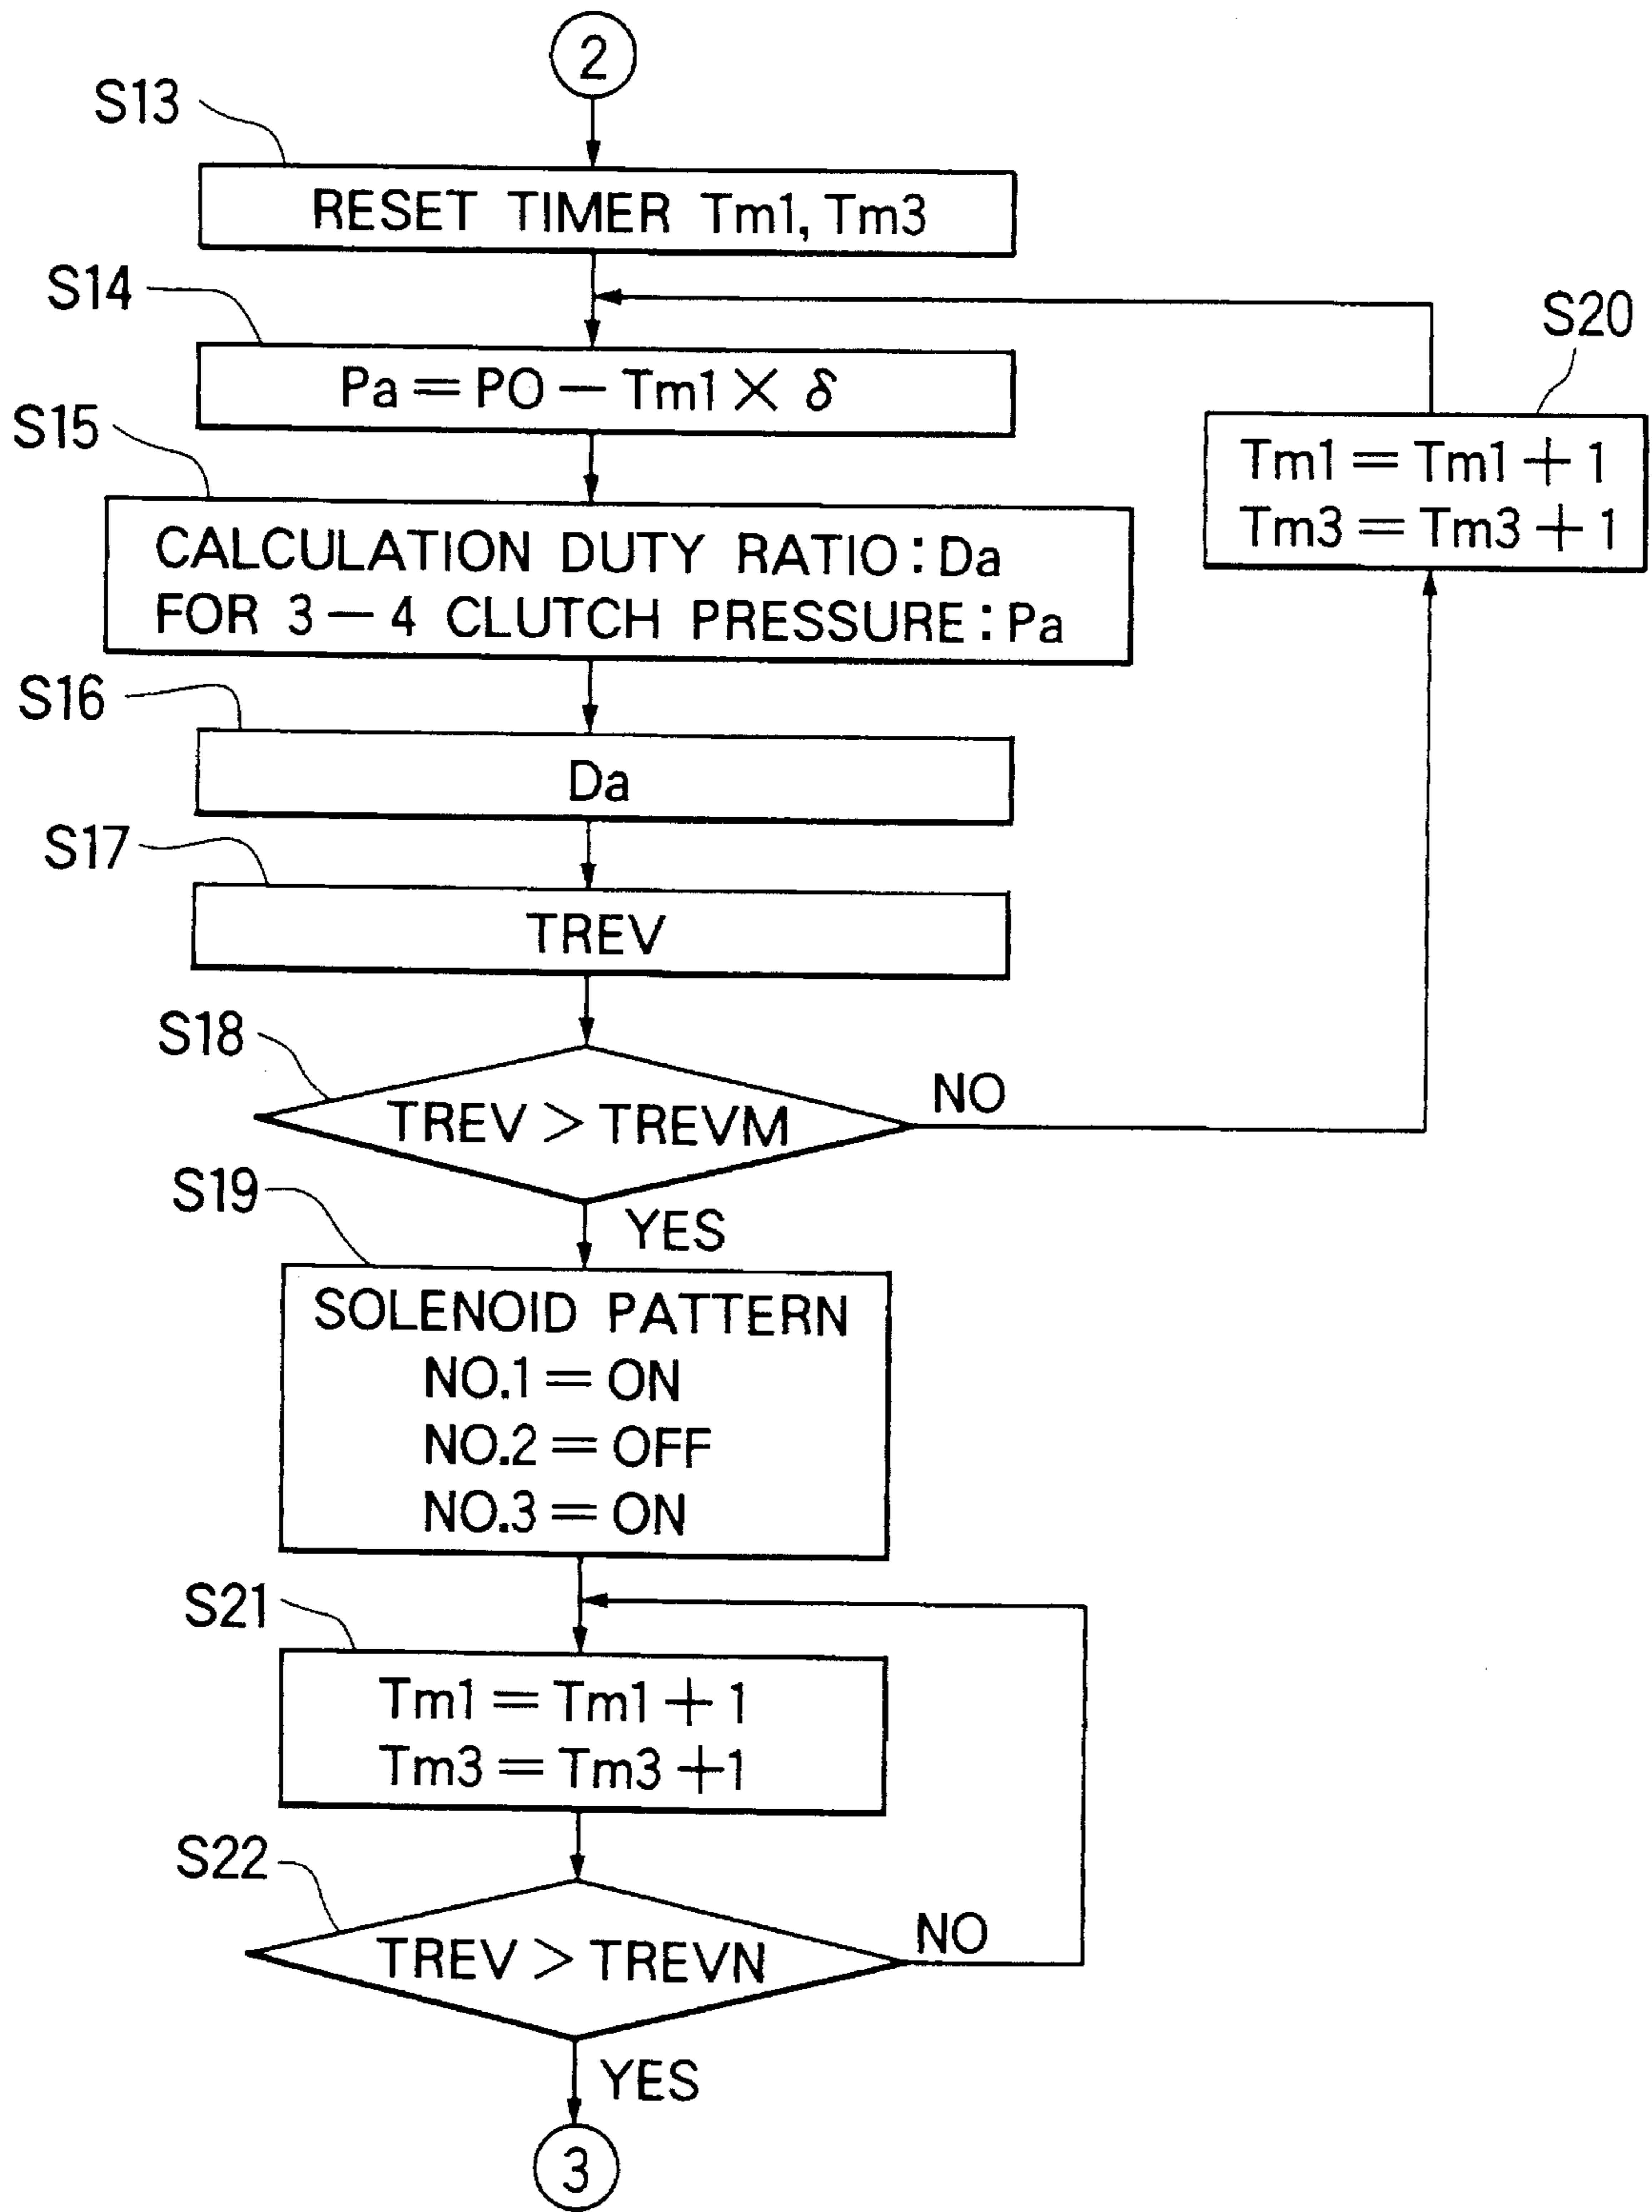 2
S13
RESET TIMER Tm1, Tm3
S14
Pa = PO − Tm1 × δ
S20
Tm1 = Tm1 + 1
Tm3 = Tm3 + 1
S15
CALCULATION DUTY RATIO : Da
FOR 3 − 4 CLUTCH PRESSURE : Pa
S16
Da
S17
TREV
S18
TREV > TREVM
NO
YES
S19
SOLENOID PATTERN
NO.1 = ON
NO.2 = OFF
NO.3 = ON
S21
Tm1 = Tm1 + 1
Tm3 = Tm3 + 1
S22
TREV > TREVN
NO
YES
3